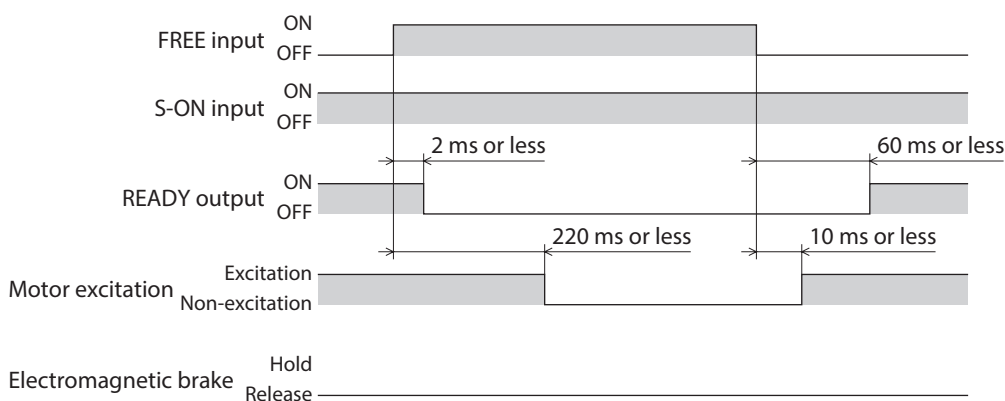 FREE input
ON
OFF
S-ON input
ON
OFF
2 ms or less
60 ms or less
READY output
ON
OFF
220 ms or less
10 ms or less
Motor excitation
Excitation
Non-excitation
Electromagnetic brake
Hold
Release